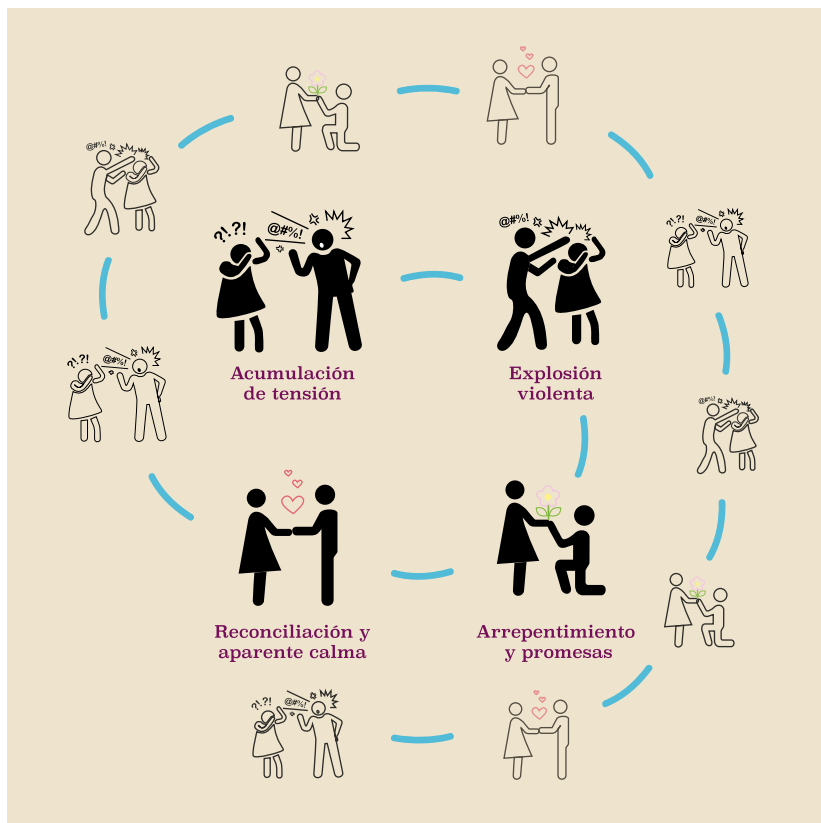 @#%!
@#%!
?!.?!
@#%!
@#%!
?!.?!
@#%!
Acumulación
de tensión
Explosión
violenta
?!.?!
@#%!
@#%!
Reconciliación y
aparente calma
Arrepentimiento
y promesas
?!.?!
@#%!